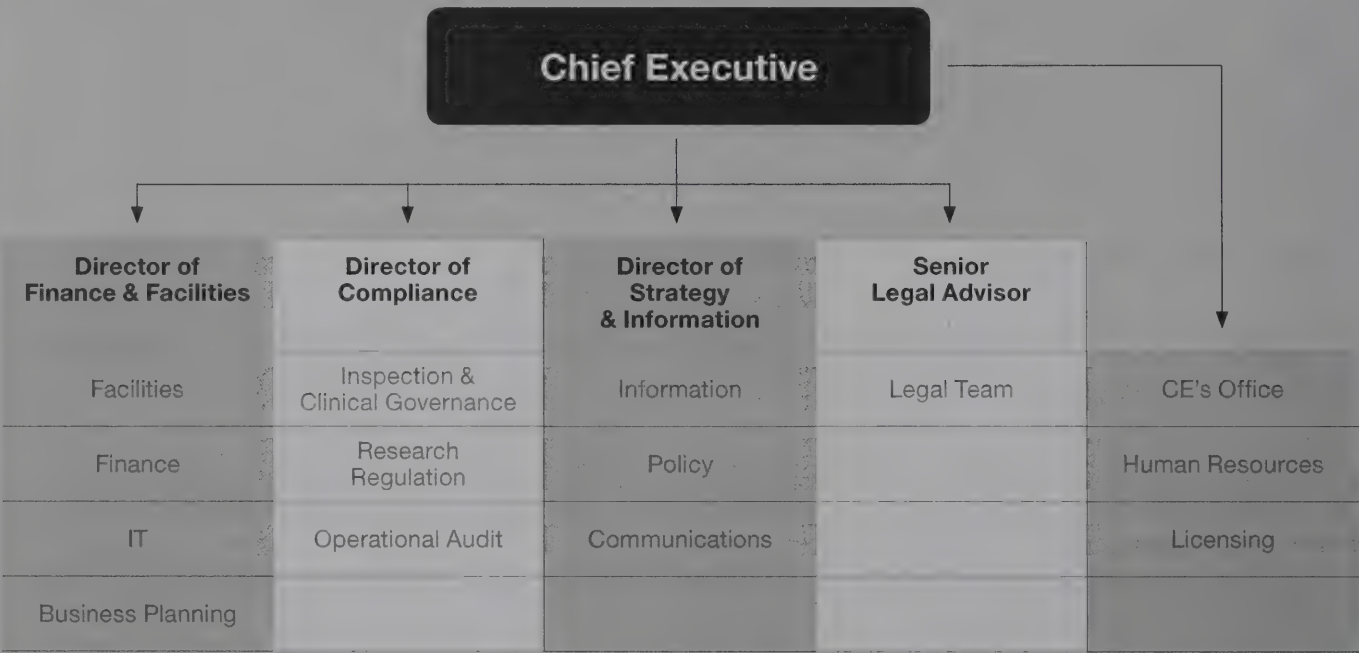 Chief Executive
Director of
Finance & Facilities
Facilities
Finance
IT
Business Planning
Director of
Compliance
Inspection &
Clinical Governance
Research
Regulation
Operational Audit
Director of
Strategy
& Information
Information
Policy
Communications
Senior
Legal Advisor
Legal Team
CE's Office
Human Resources
Licensing